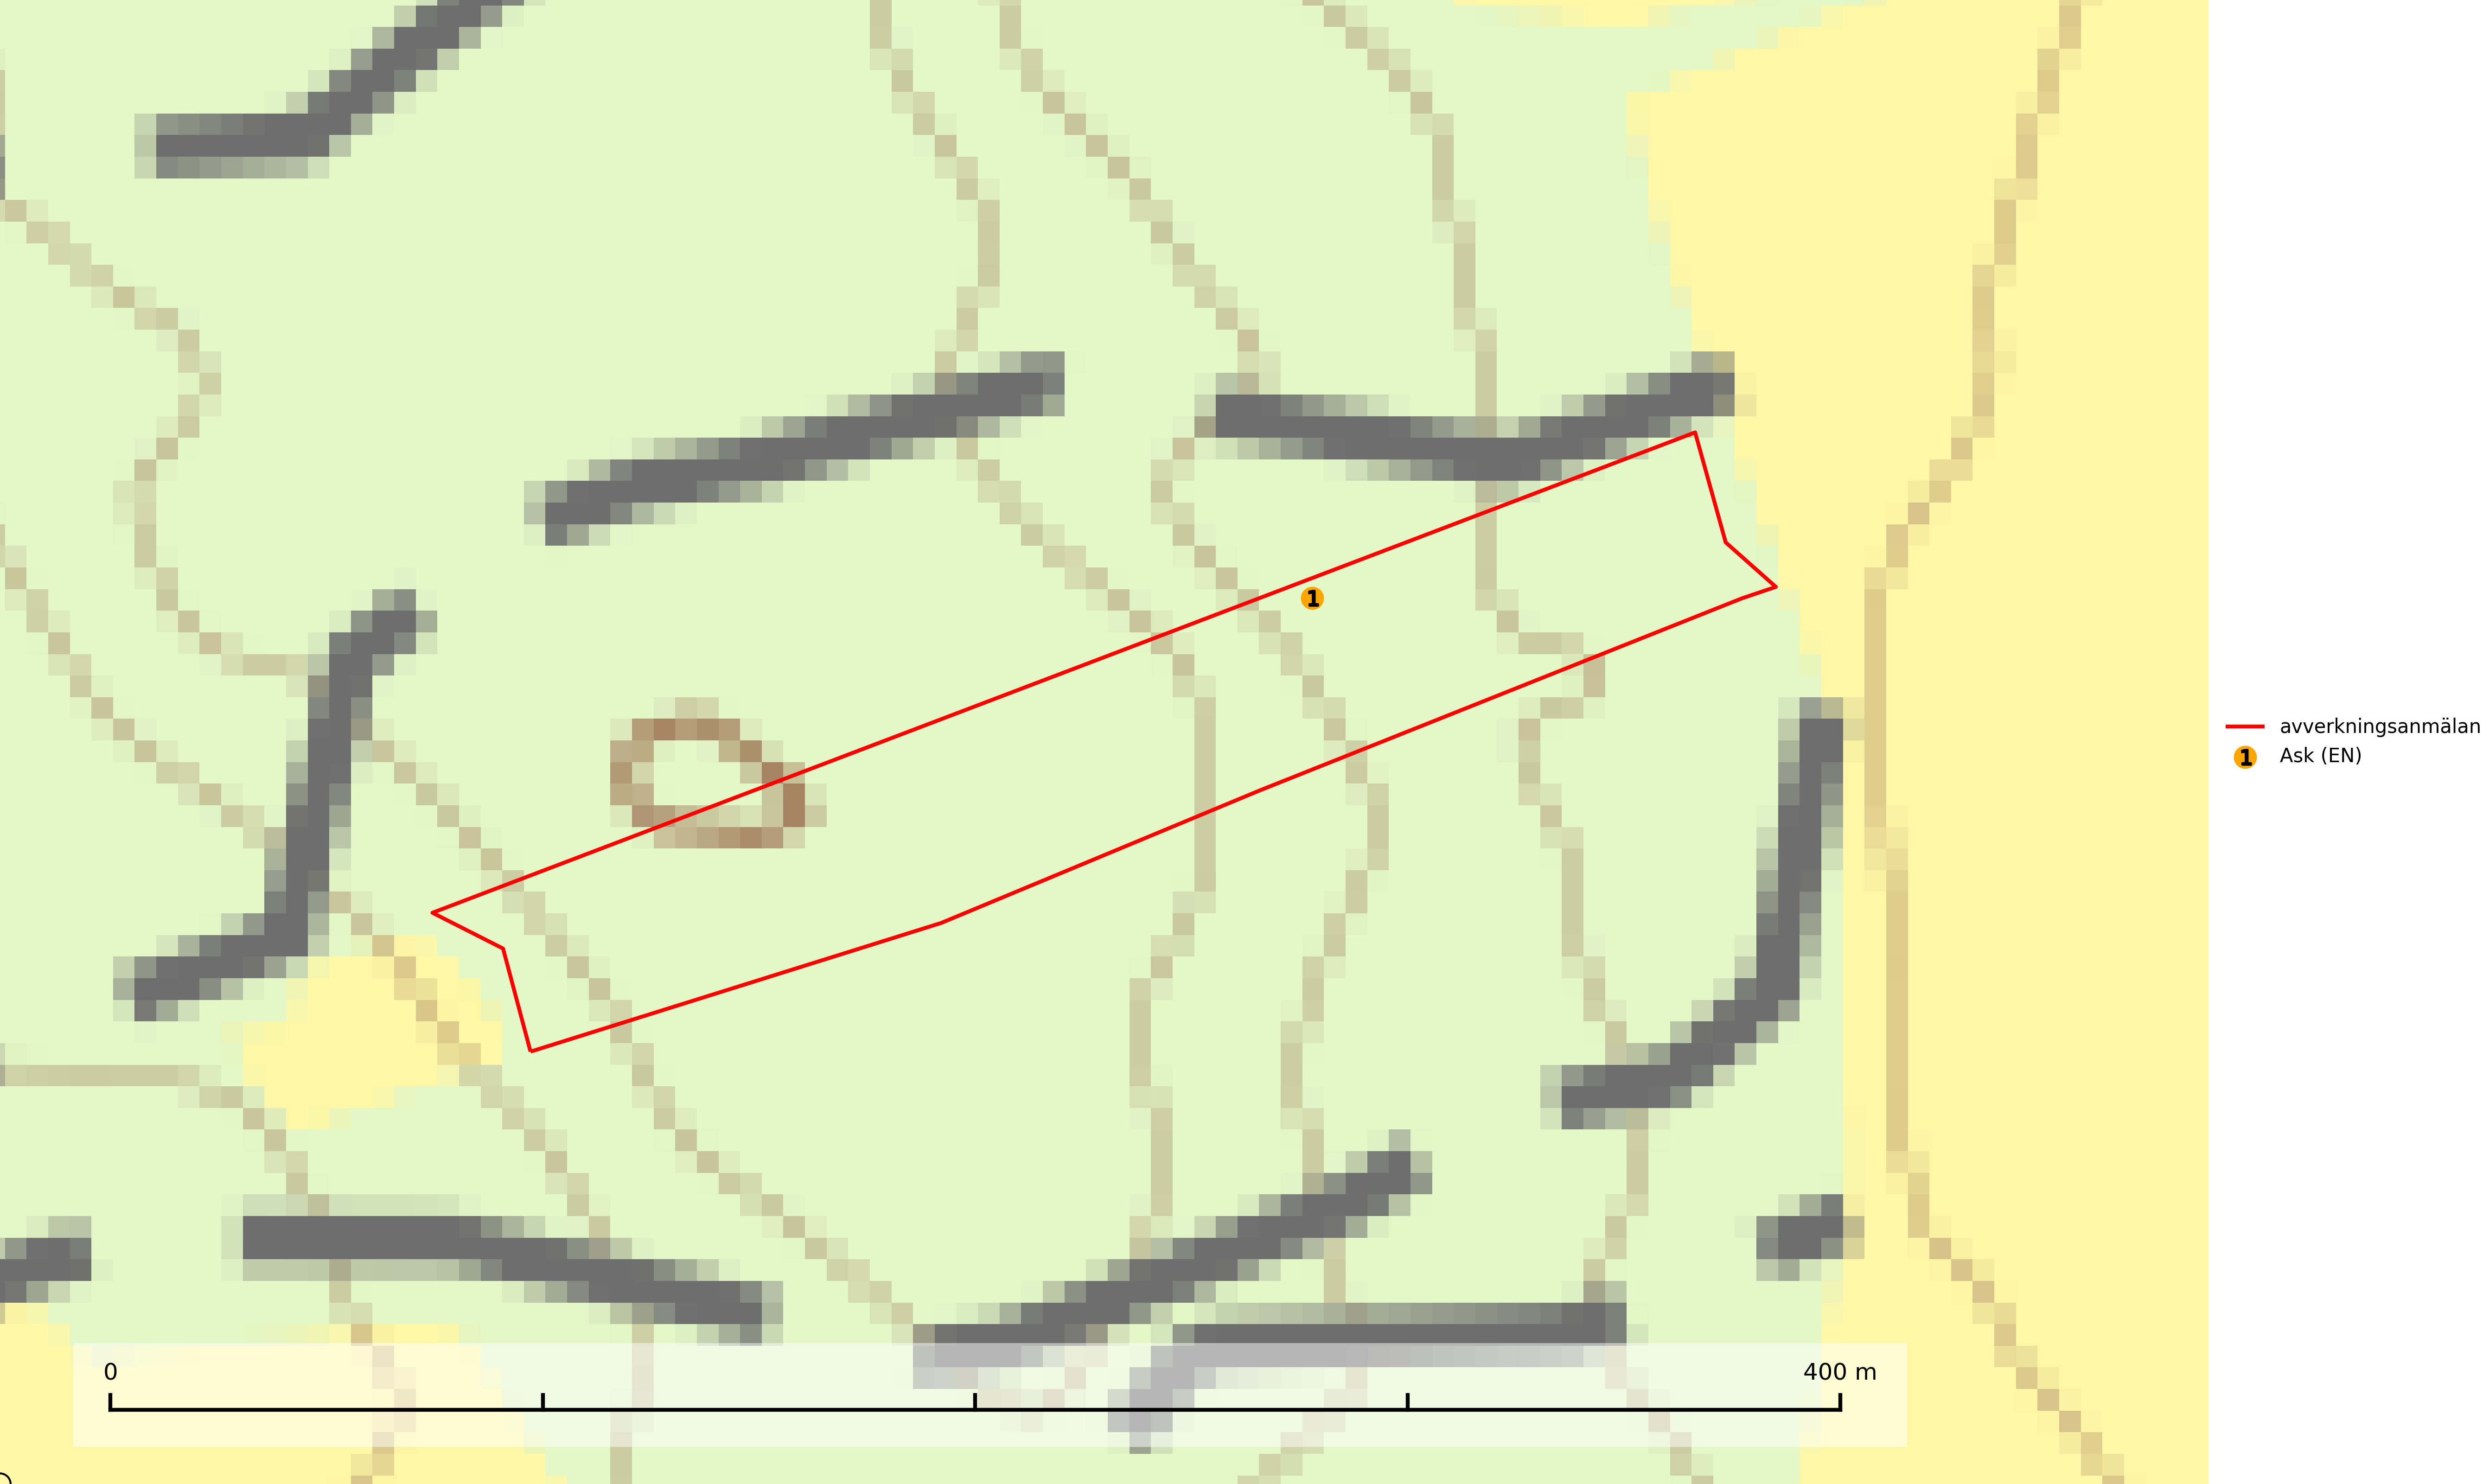 1
avverkningsanmälan
1 Ask (EN)
0 400 m